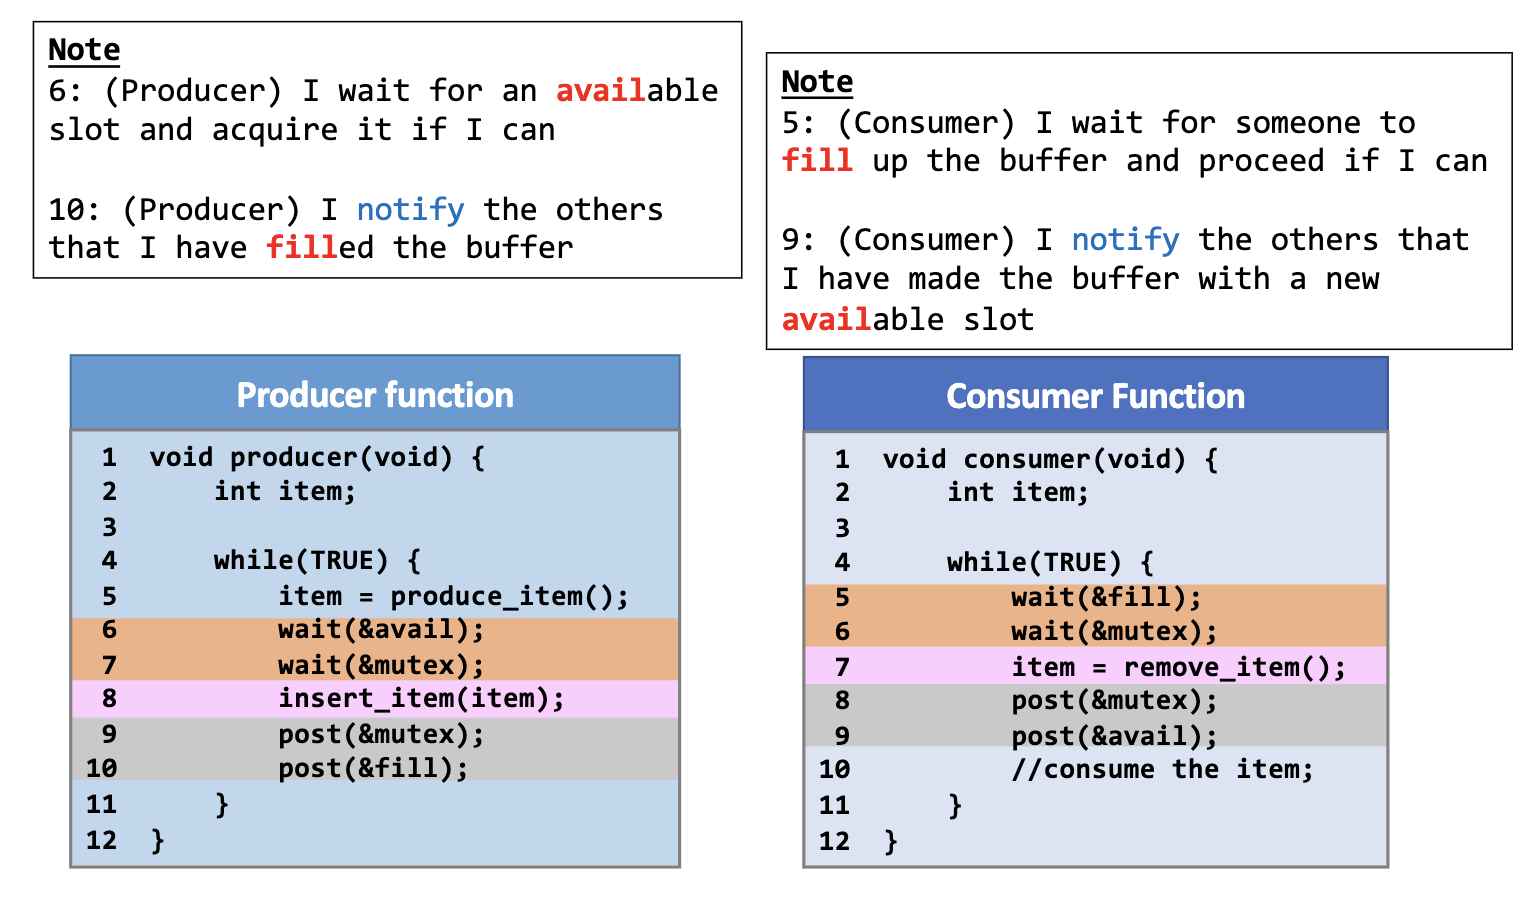 Note
6: (Producer) I wait for an available
slot and acquire it if I can
10: (Producer) I notify the others
that I have filled the buffer
Note
5: (Consumer) I wait for someone to
fill up the buffer and proceed if I can
9: (Consumer) I notify the others that
I have made the buffer with a new
available slot
Producer function
1 void producer(void) {
2     int item;
3
4     while(TRUE) {
5         item = produce_item();
6         wait(&avail);
7         wait(&mutex);
8         insert_item(item);
9         post(&mutex);
10         post(&fill);
11     }
12 }
Consumer Function
1 void consumer(void) {
2     int item;
3
4     while(TRUE) {
5         wait(&fill);
6         wait(&mutex);
7         item = remove_item();
8         post(&mutex);
9         post(&avail);
10         //consume the item;
11     }
12 }